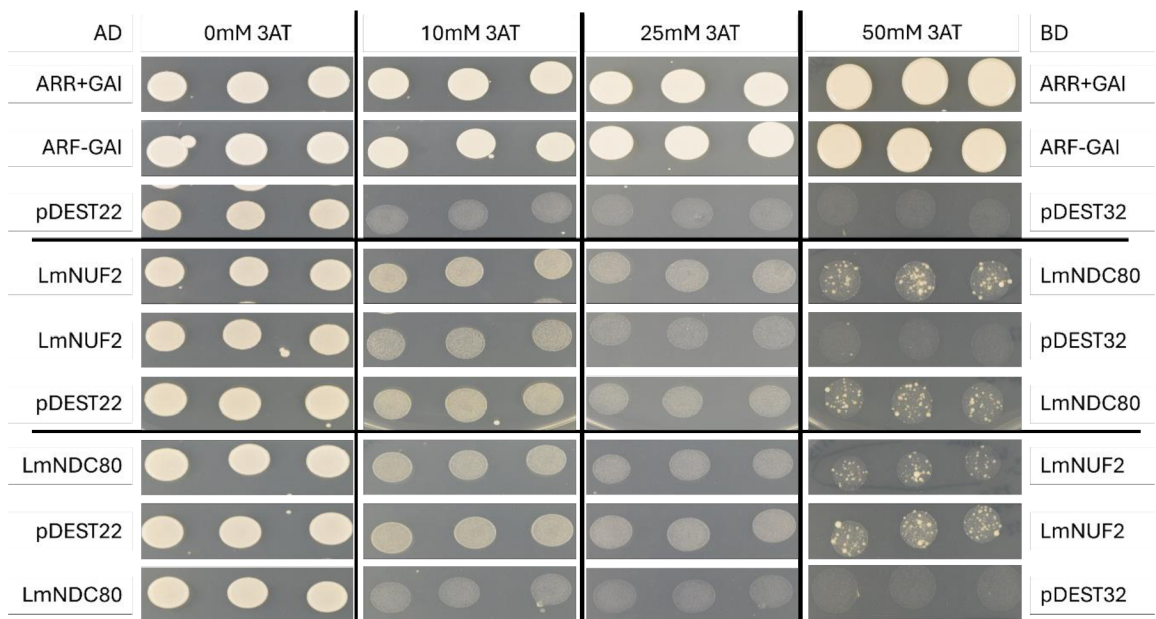 AD 0mM 3AT 10mM 3AT 25mM 3AT 50mM 3AT BD
ARR+GAI ARR+GAI
ARF-GAI ARF-GAI
pDEST22 pDEST32
LmNUF2 LmNDC80
LmNUF2 pDEST32
pDEST22 LmNDC80
LmNDC80 LmNUF2
pDEST22 LmNUF2
LmNDC80 pDEST32